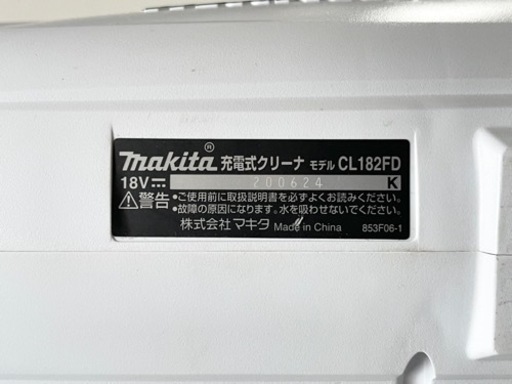 makita® 充電式クリーナ モデル CL182FD
18V⎓ 200624 K
⚠警告 •ご使用前に取扱説明書を必ずよくお読みください。
•故障の原因になります。水を吸わせないでください。
株式会社 マキタ Made in China 853F06-1